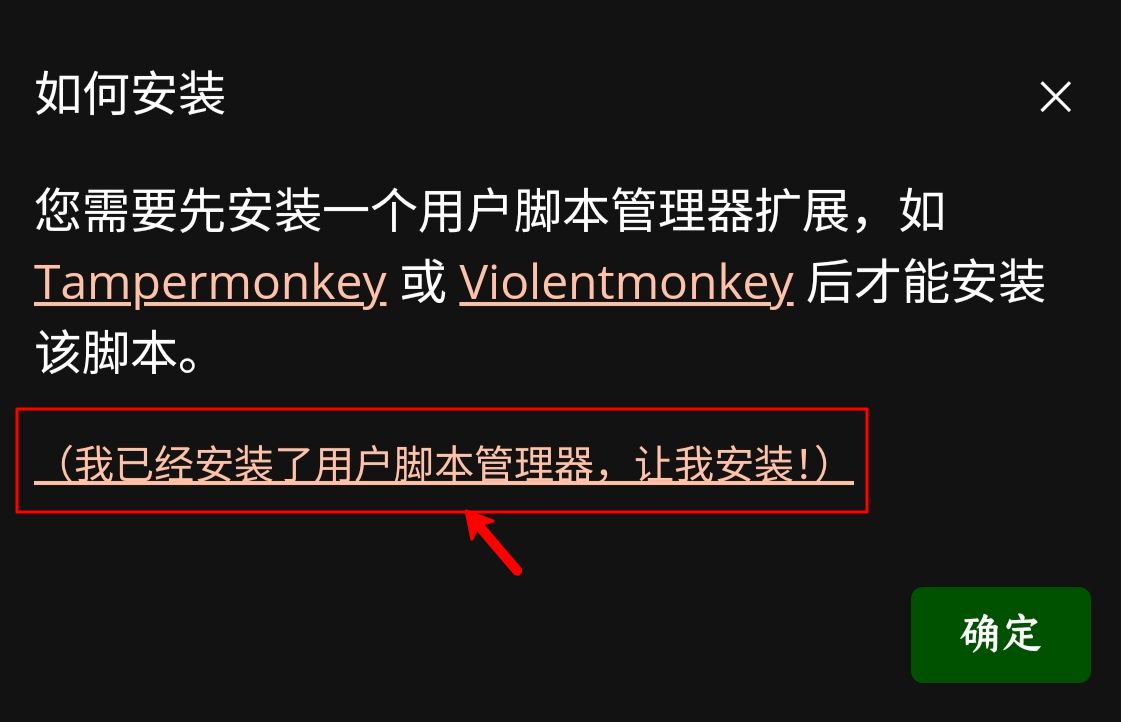 如何安装
您需要先安装一个用户脚本管理器扩展，如
Tampermonkey 或 Violentmonkey 后才能安装
该脚本。
（我已经安装了用户脚本管理器，让我安装！）
确定